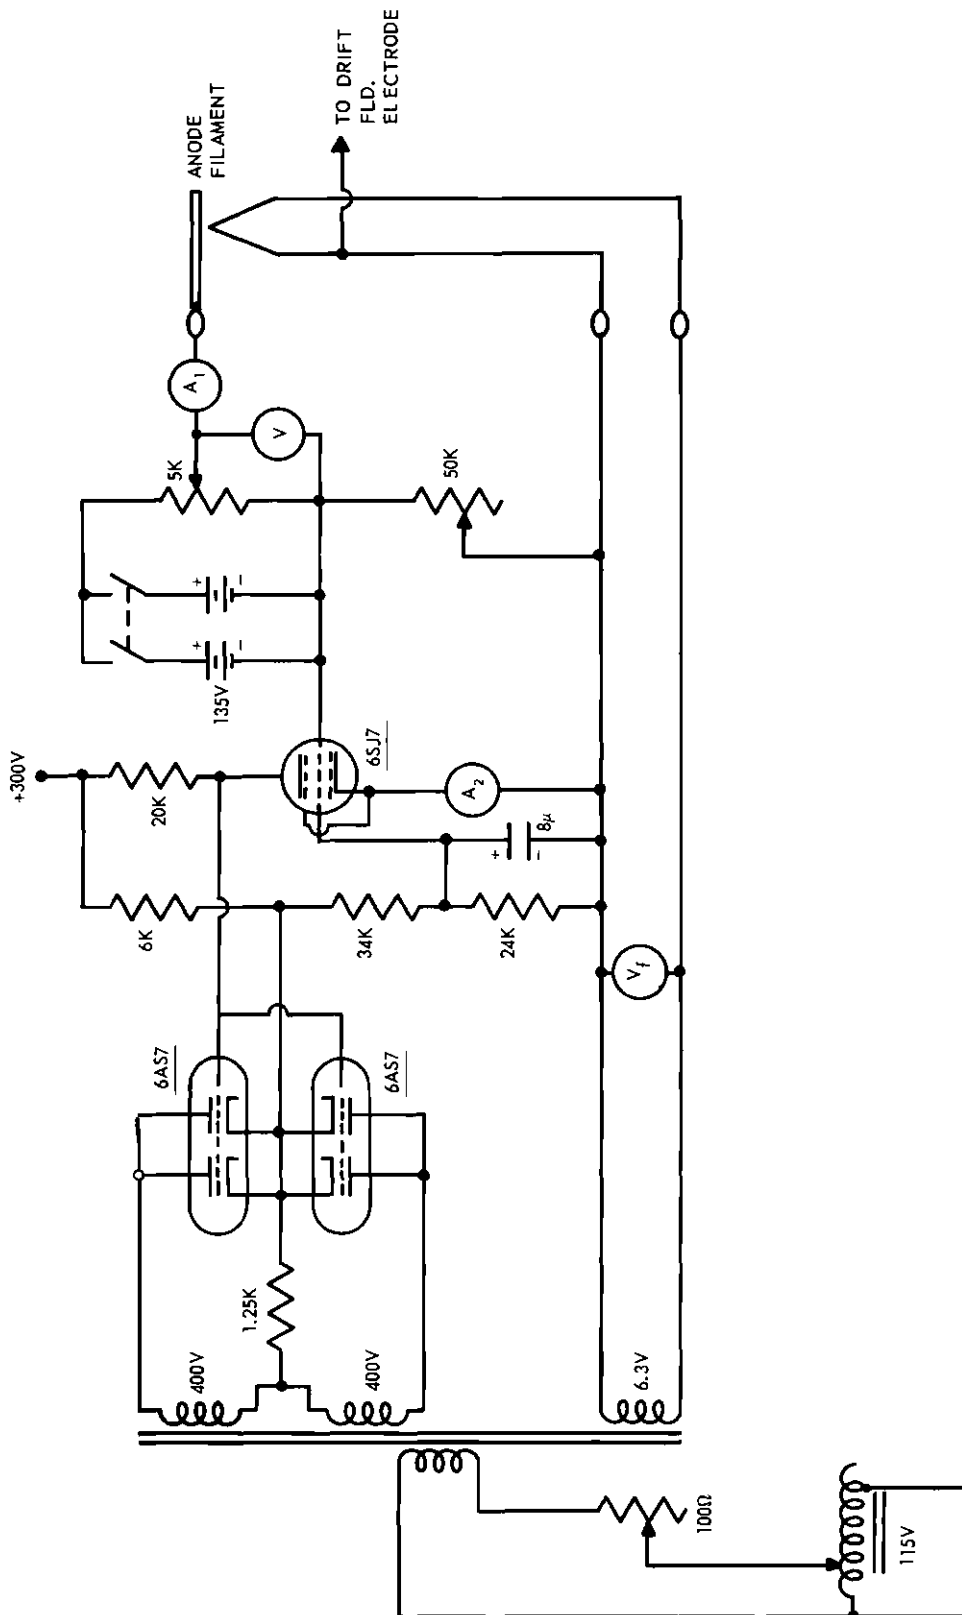 +300V
6K
20K
135V
+
-
+
-
5K
V
A₁
ANODE
FILAMENT
TO DRIFT
FLD.
ELECTRODE
50K
6SJ7
A₂
+
-
8μ
34K
24K
V_f
6AS7
6AS7
1.25K
400V
400V
6.3V
100Ω
115V